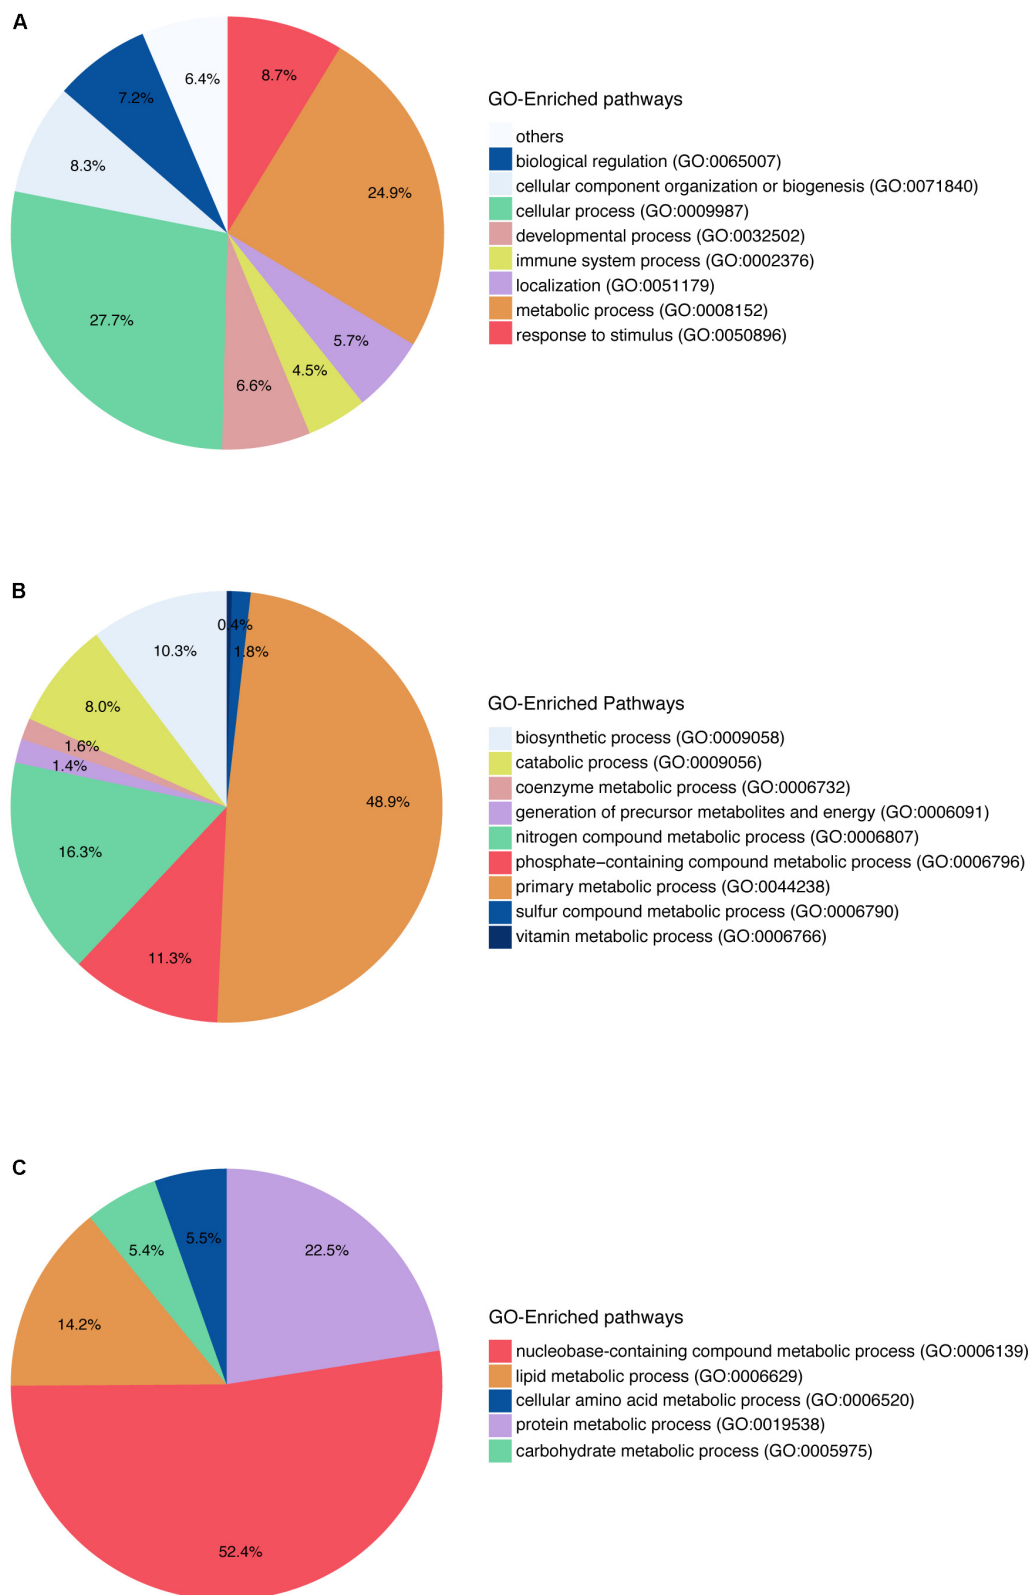 A
6.4%
8.7%
7.2%
8.3%
24.9%
27.7%
5.7%
4.5%
6.6%
GO-Enriched pathways
others
biological regulation (GO:0065007)
cellular component organization or biogenesis (GO:0071840)
cellular process (GO:0009987)
developmental process (GO:0032502)
immune system process (GO:0002376)
localization (GO:0051179)
metabolic process (GO:0008152)
response to stimulus (GO:0050896)
B
0.4%
10.3%
1.8%
8.0%
1.6%
1.4%
48.9%
16.3%
11.3%
GO-Enriched Pathways
biosynthetic process (GO:0009058)
catabolic process (GO:0009056)
coenzyme metabolic process (GO:0006732)
generation of precursor metabolites and energy (GO:0006091)
nitrogen compound metabolic process (GO:0006807)
phosphate−containing compound metabolic process (GO:0006796)
primary metabolic process (GO:0044238)
sulfur compound metabolic process (GO:0006790)
vitamin metabolic process (GO:0006766)
C
5.5%
5.4%
22.5%
14.2%
52.4%
GO-Enriched pathways
nucleobase-containing compound metabolic process (GO:0006139)
lipid metabolic process (GO:0006629)
cellular amino acid metabolic process (GO:0006520)
protein metabolic process (GO:0019538)
carbohydrate metabolic process (GO:0005975)